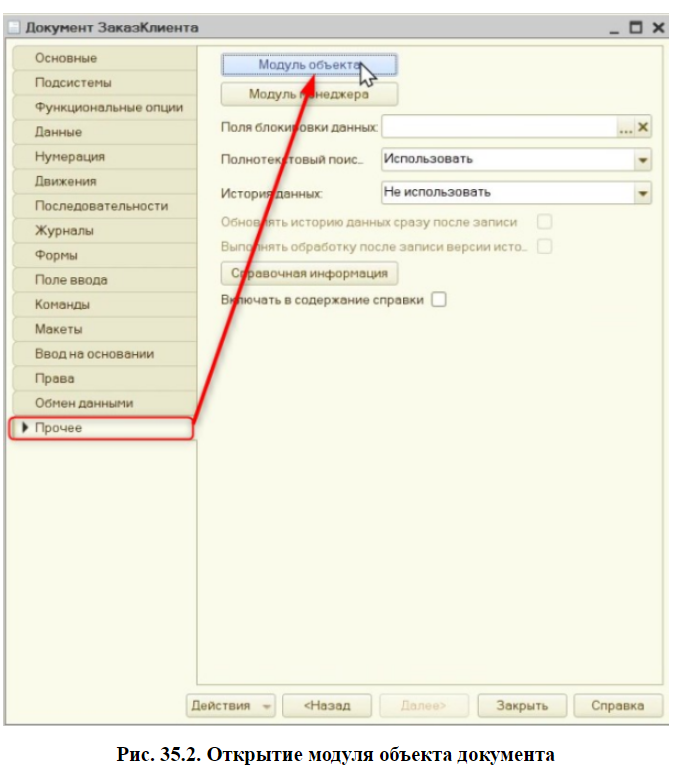 Документ ЗаказКлиента
Основные
Подсистемы
Функциональные опции
Данные
Нумерация
Движения
Последовательности
Журналы
Формы
Поле ввода
Команды
Макеты
Ввод на основании
Права
Обмен данными
Прочее
Модуль объекта
Модуль менеджера
Поля блокировки данных:
...
Полнотекстовый поис... Использовать
История данных: Не использовать
Обновлять историю данных сразу после записи
Выполнять обработку после записи версии исто...
Справочная информация
Включать в содержание справки
Действия <Назад Далее> Закрыть Справка
Рис. 35.2. Открытие модуля объекта документа